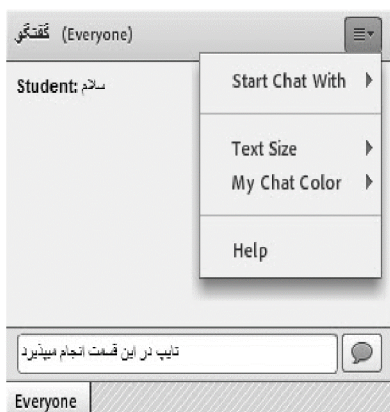 گفتگو (Everyone)
Start Chat With
Student: سلام
Text Size
My Chat Color
Help
تایپ در این قسمت انجام میپذیرد
Everyone